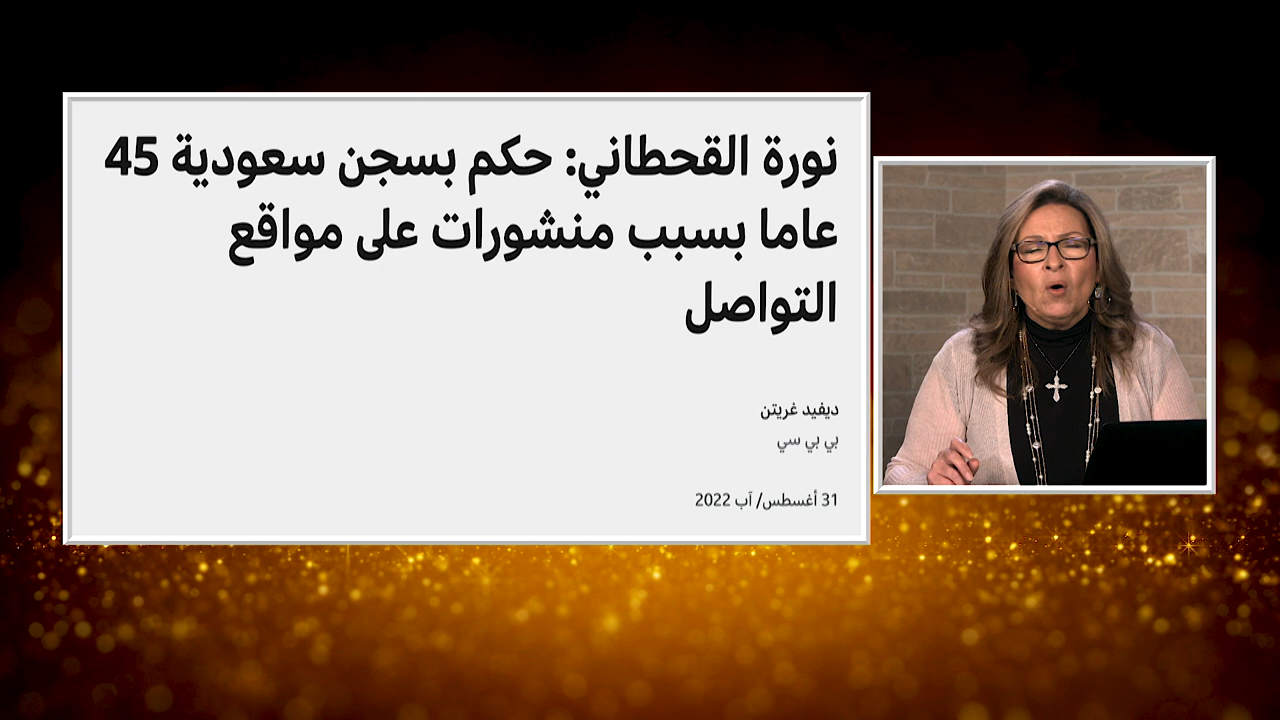 نورة القحطاني: حكم بسجن سعودية 45
عاما بسبب منشورات على مواقع
التواصل
ديفيد غريتن
بي بي سي
31 أغسطس/ آب 2022